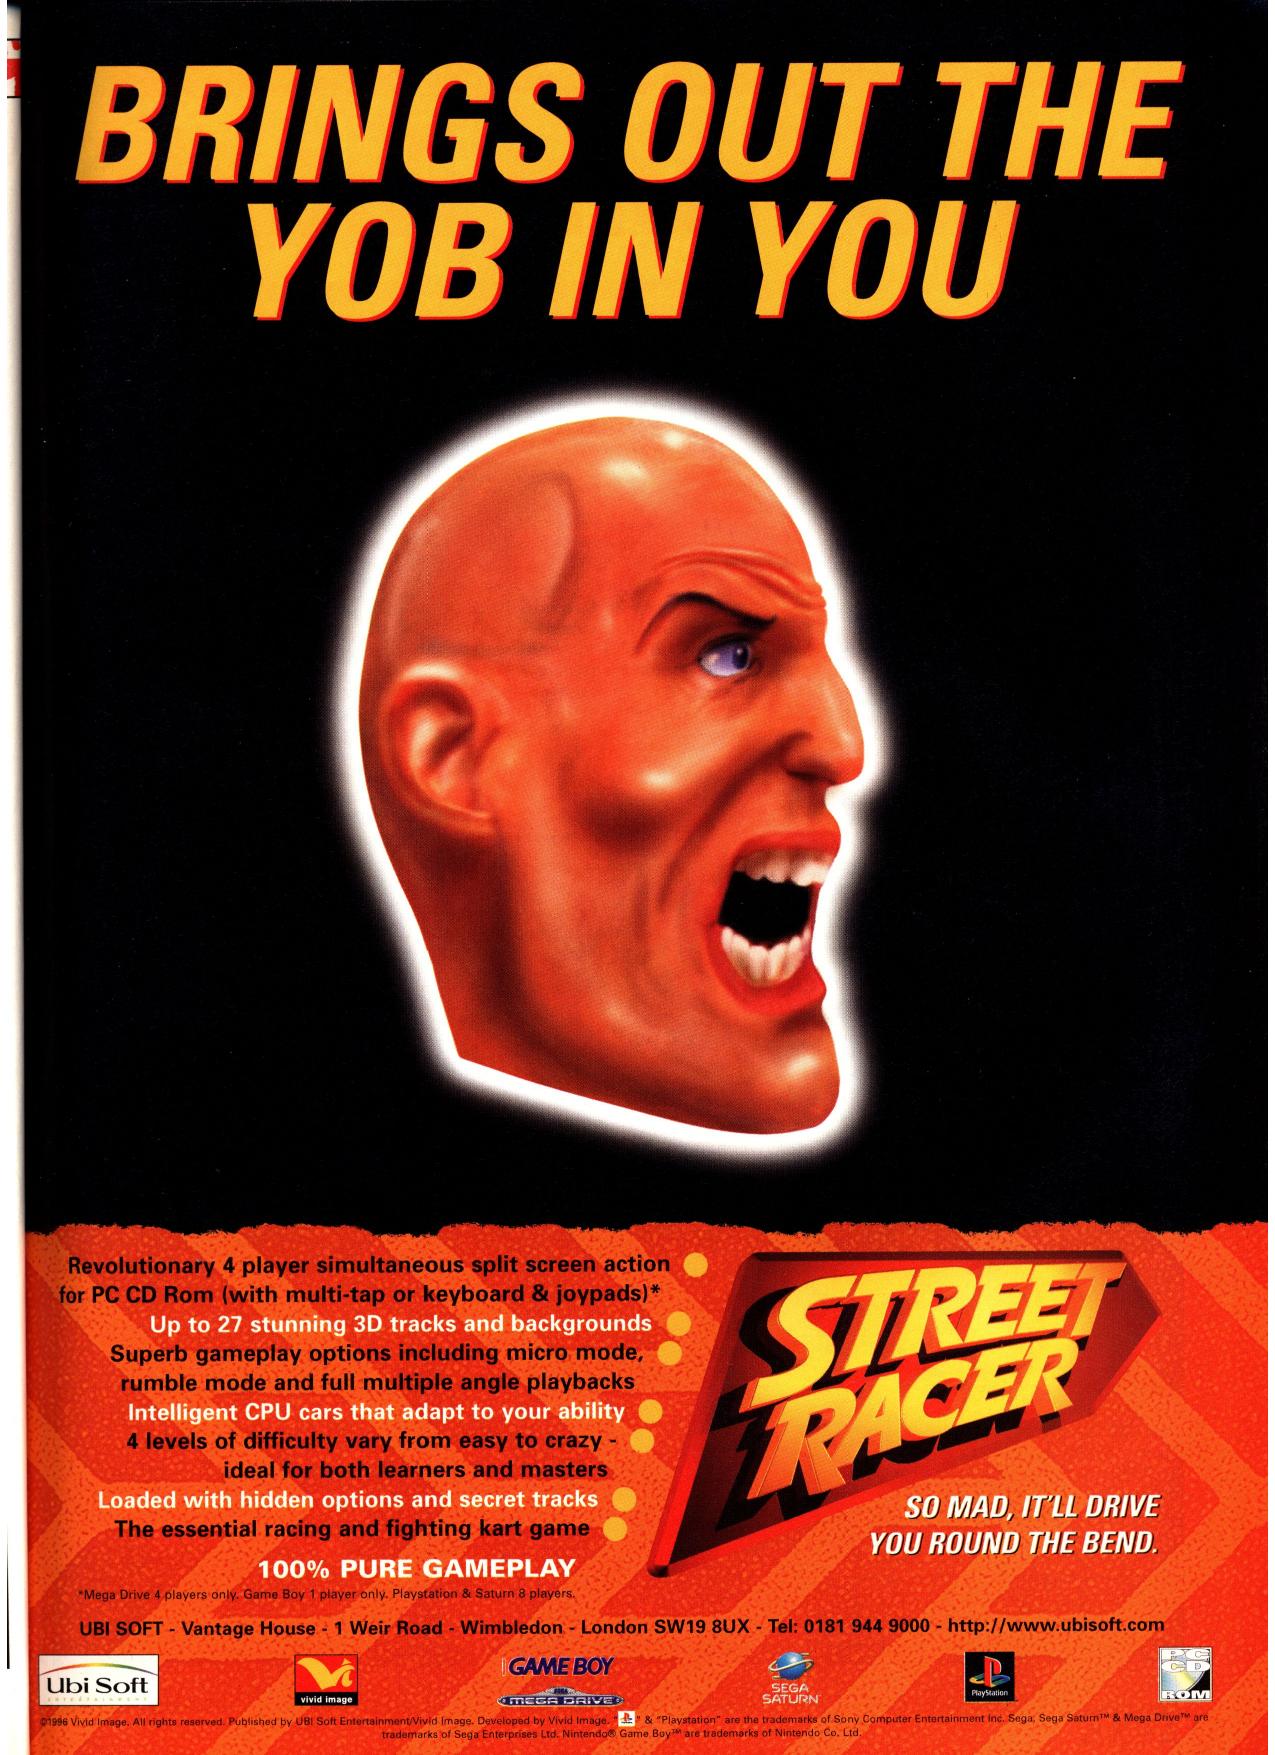 BRINGS OUT THE
YOB IN YOU
Revolutionary 4 player simultaneous split screen action
for PC CD Rom (with multi-tap or keyboard & joypads)*
Up to 27 stunning 3D tracks and backgrounds
Superb gameplay options including micro mode,
rumble mode and full multiple angle playbacks
Intelligent CPU cars that adapt to your ability
4 levels of difficulty vary from easy to crazy -
ideal for both learners and masters
Loaded with hidden options and secret tracks
The essential racing and fighting kart game
100% PURE GAMEPLAY
*Mega Drive 4 players only. Game Boy 1 player only. Playstation & Saturn 8 players.
STREET
RACER
SO MAD, IT'LL DRIVE
YOU ROUND THE BEND.
UBI SOFT - Vantage House - 1 Weir Road - Wimbledon - London SW19 8UX - Tel: 0181 944 9000 - http://www.ubisoft.com
Ubi Soft
ENTERTAINMENT
Vi
vivid image
GAME BOY
SEGA
MEGA DRIVE
SEGA
SATURN™
PlayStation
PC
CD
ROM
©1996 Vivid Image. All rights reserved. Published by UBI Soft Entertainment/Vivid Image. Developed by Vivid Image. " " & "Playstation" are the trademarks of Sony Computer Entertainment Inc. Sega, Sega Saturn™ & Mega Drive™ are
trademarks of Sega Enterprises Ltd. Nintendo® Game Boy™ are trademarks of Nintendo Co. Ltd.